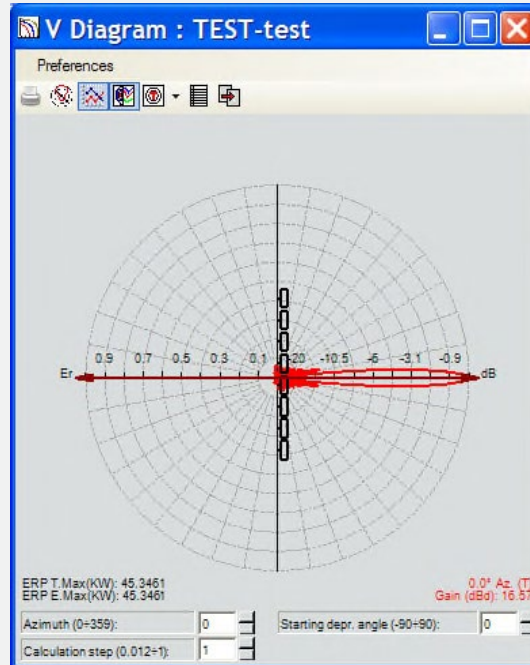 V Diagram : TEST-test
Preferences
0.9 0.7 0.5 0.3 0.1 -20 -10.5 -6 -3.1 -0.9
Er dB
ERP T.Max(KW): 45.3461 0.0° Az. (T)
ERP E.Max(KW): 45.3461 Gain (dBd): 16.57
Azimuth (0÷359): 0 Starting depr. angle (-90÷90): 0
Calculation step (0.012÷1): 1